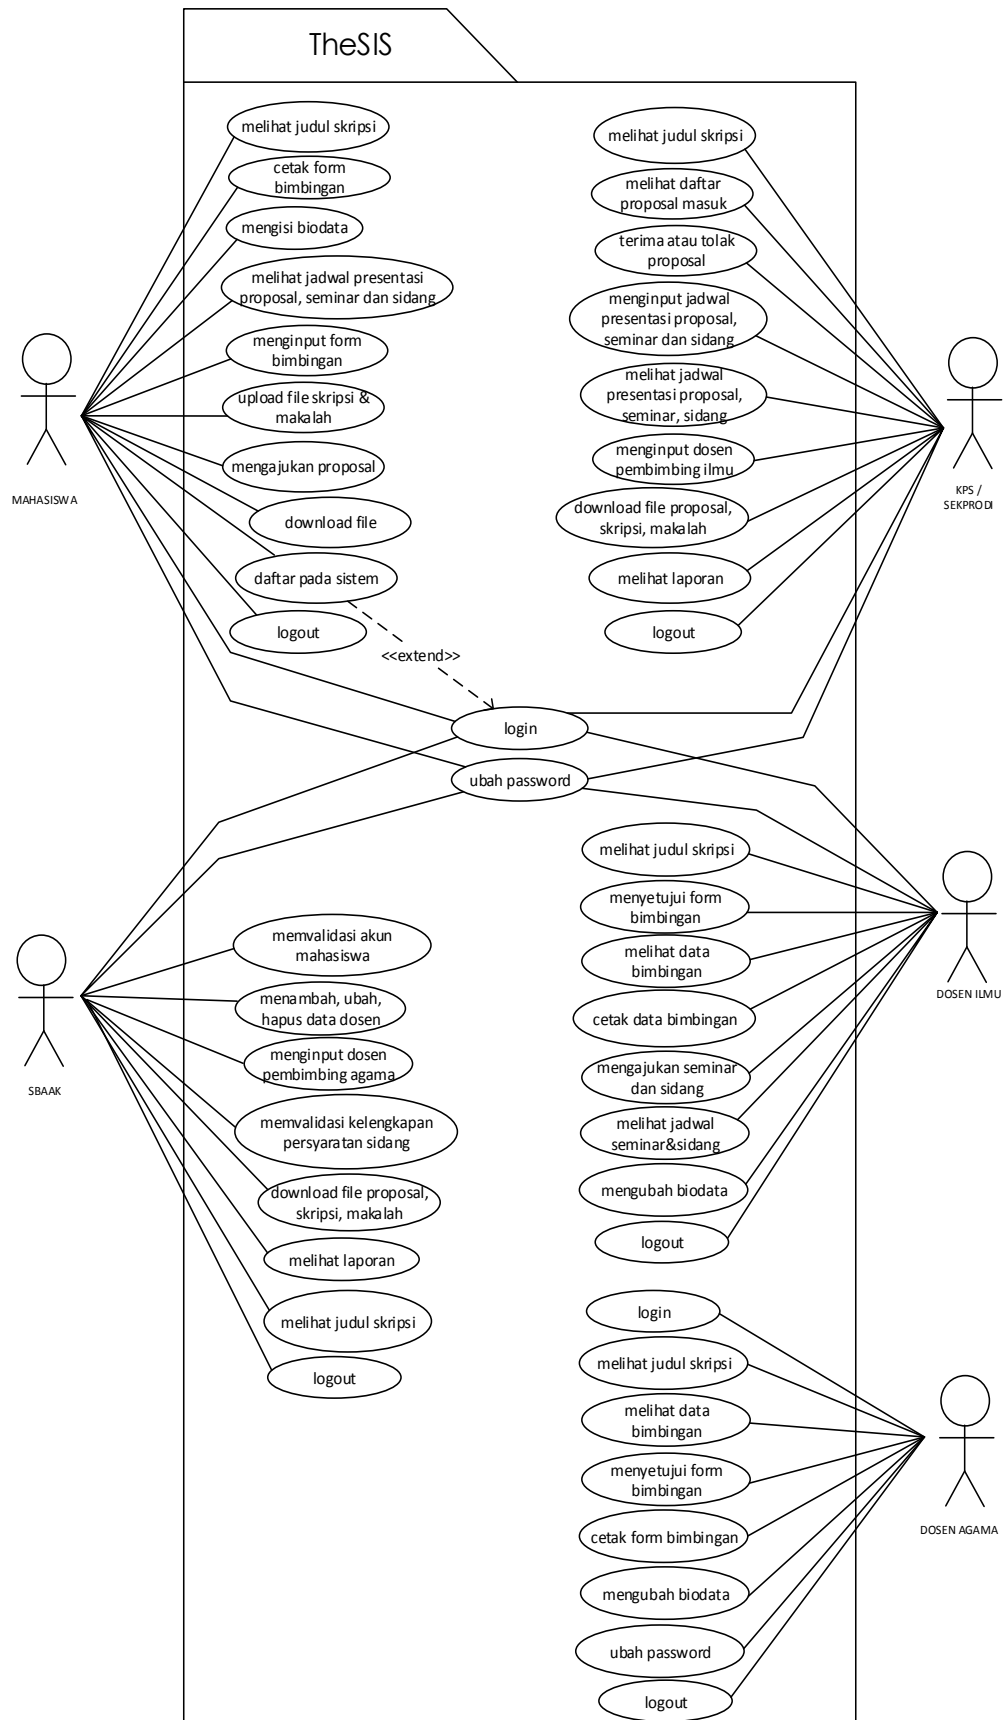 TheSIS
melihat judul skripsi
cetak form
bimbingan
mengisi biodata
melihat jadwal presentasi
proposal, seminar dan sidang
menginput form
bimbingan
upload file skripsi &
makalah
mengajukan proposal
download file
daftar pada sistem
logout
<<extend>>
MAHASISWA
melihat judul skripsi
melihat daftar
proposal masuk
terima atau tolak
proposal
menginput jadwal
presentasi proposal,
seminar dan sidang
melihat jadwal
presentasi proposal,
seminar, sidang
menginput dosen
pembimbing ilmu
download file proposal,
skripsi, makalah
melihat laporan
logout
KPS /
SEKPRODI
login
ubah password
memvalidasi akun
mahasiswa
menambah, ubah,
hapus data dosen
menginput dosen
pembimbing agama
memvalidasi kelengkapan
persyaratan sidang
download file proposal,
skripsi, makalah
melihat laporan
melihat judul skripsi
logout
SBAAK
melihat judul skripsi
menyetujui form
bimbingan
melihat data
bimbingan
cetak data bimbingan
mengajukan seminar
dan sidang
melihat jadwal
seminar&sidang
mengubah biodata
logout
DOSEN ILMU
login
melihat judul skripsi
melihat data
bimbingan
menyetujui form
bimbingan
cetak form bimbingan
mengubah biodata
ubah password
logout
DOSEN AGAMA